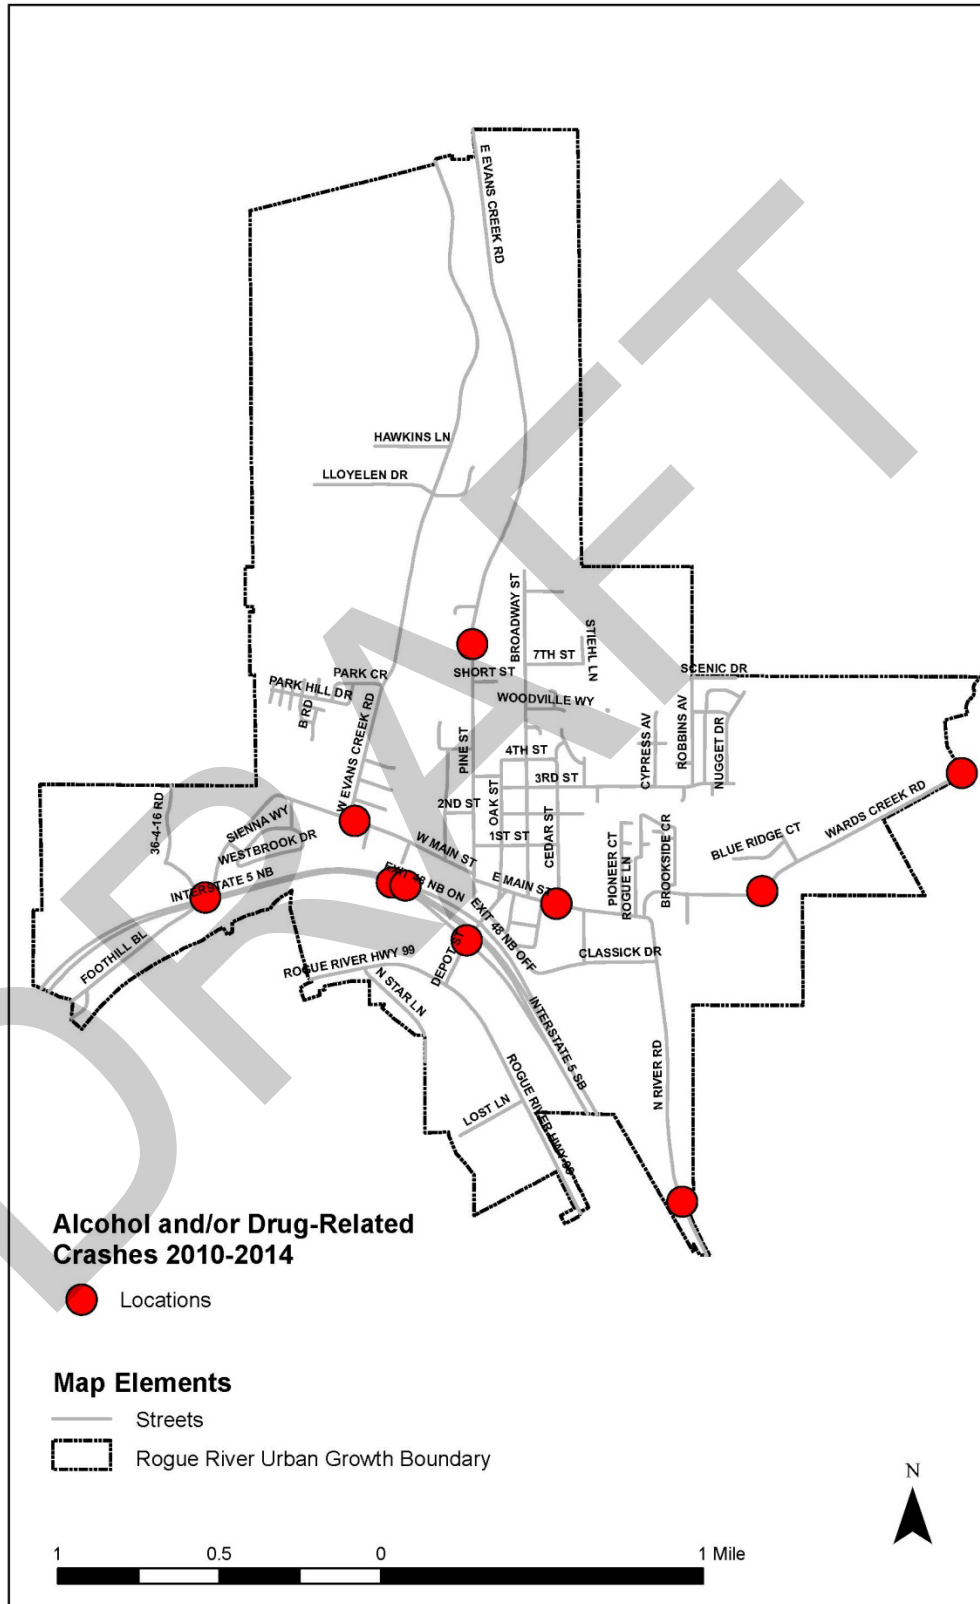 E EVANS CREEK RD
HAWKINS LN
LLOYELEN DR
BROADWAY ST
STIEHL LN
7TH ST
SHORT ST
SCENIC DR
PARK CR
PARK HILL DR
B RD
WOODVILLE WY
W EVANS CREEK RD
PINE ST
4TH ST
3RD ST
CYPRESS AV
ROBBINS AV
NUGGET DR
2ND ST
OAK ST
1ST ST
CEDAR ST
36-4-16 RD
SIENNA WY
WESTBROOK DR
W MAIN ST
PIONEER CT
ROGUE LN
BROOKSIDE CR
BLUE RIDGE CT
WARDS CREEK RD
INTERSTATE 5 NB
EXIT 48 NB ON
E MAIN ST
EXIT 48 NB OFF
FOOTHILL BL
ROGUE RIVER HWY 99
DEPOT ST
CLASSICK DR
N STAR LN
INTERSTATE 5 SB
N RIVER RD
LOST LN
ROGUE RIVER HWY 99
DRAFT
Alcohol and/or Drug-Related
Crashes 2010-2014
Locations
Map Elements
Streets
Rogue River Urban Growth Boundary
N
1 0.5 0 1 Mile